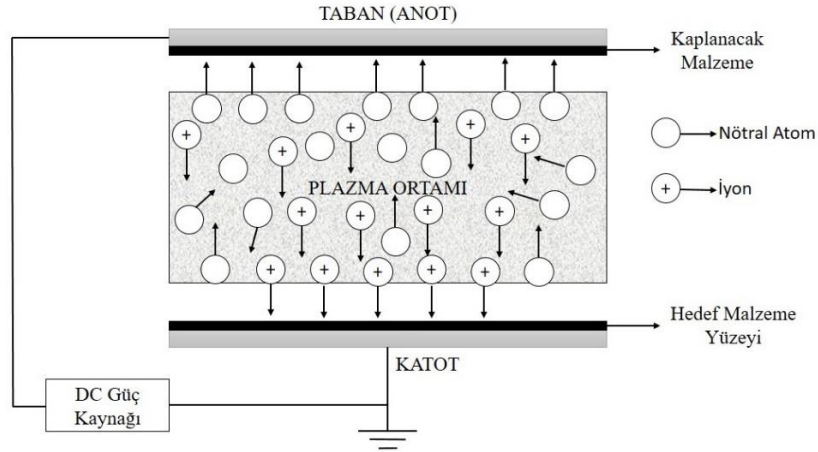 TABAN (ANOT)
Kaplanacak
Malzeme
Nötral Atom
İyon
PLAZMA ORTAMI
Hedef Malzeme
Yüzeyi
KATOT
DC Güç
Kaynağı